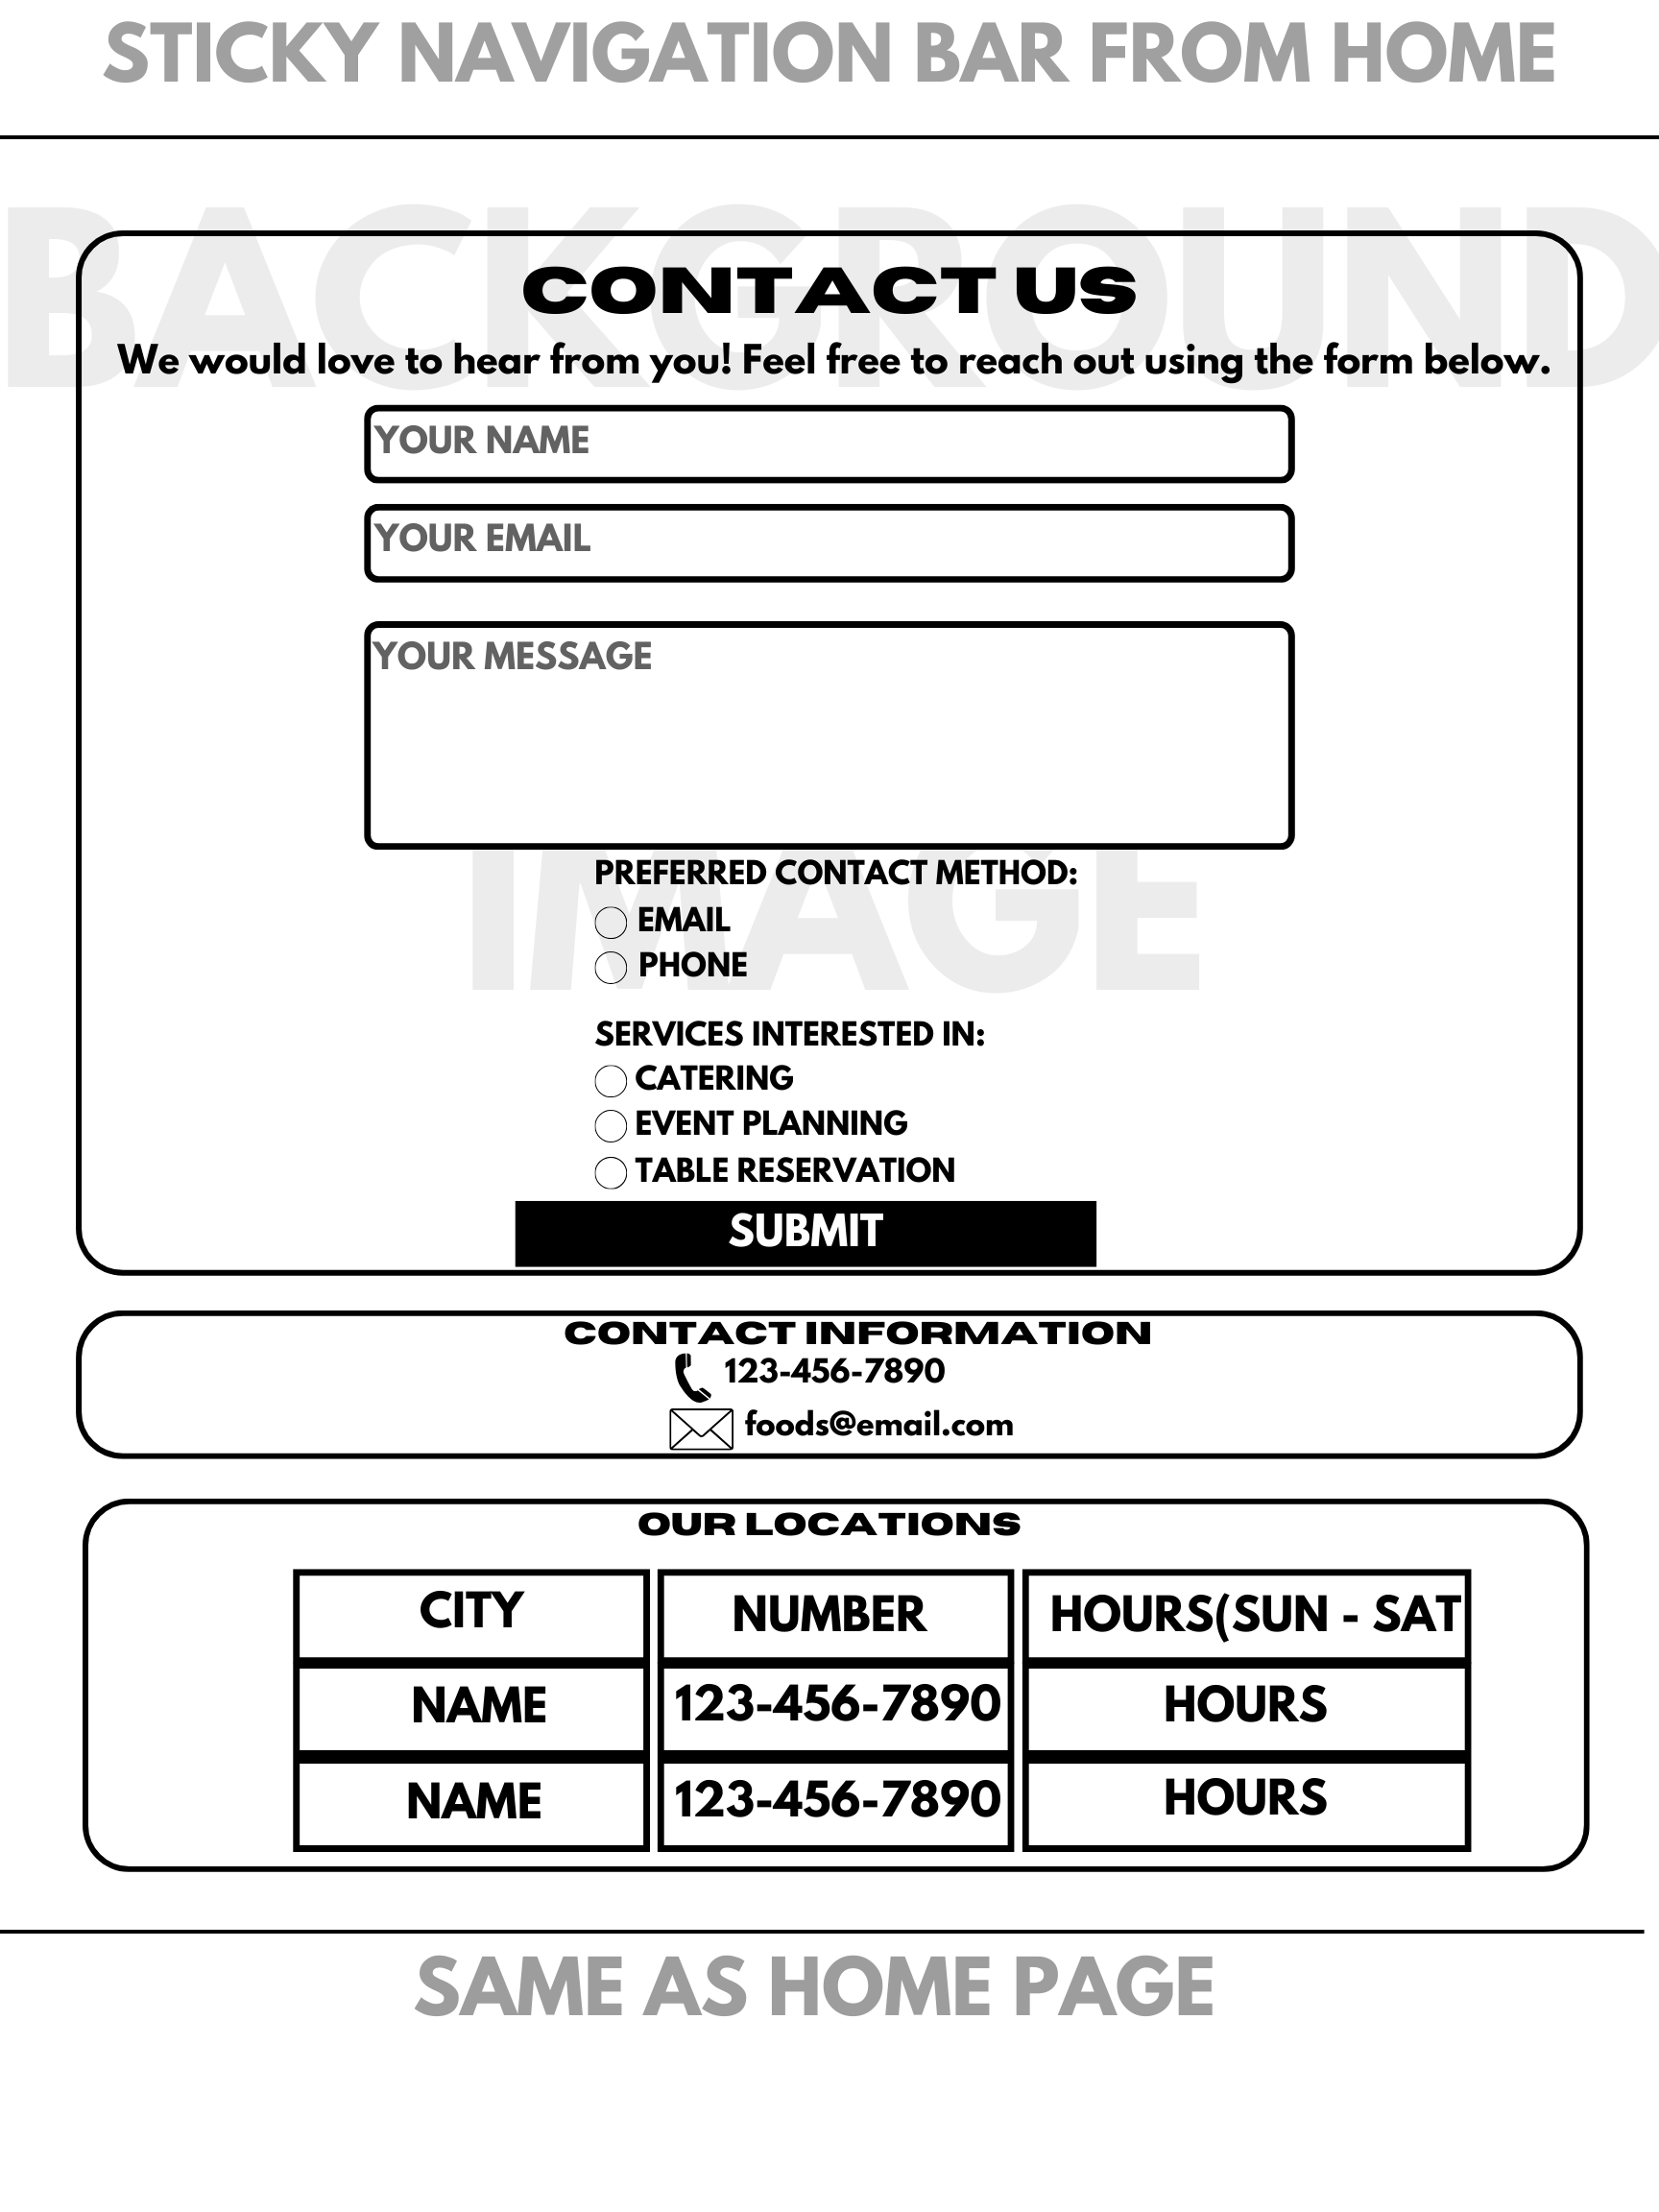 STICKY NAVIGATION BAR FROM HOME
BACKGROUND
CONTACT US
We would love to hear from you! Feel free to reach out using the form below.
YOUR NAME
YOUR EMAIL
YOUR MESSAGE
IMAGE
PREFERRED CONTACT METHOD:
EMAIL
PHONE
SERVICES INTERESTED IN:
CATERING
EVENT PLANNING
TABLE RESERVATION
SUBMIT
CONTACT INFORMATION
123-456-7890
foods@email.com
OUR LOCATIONS
CITY NUMBER HOURS(SUN - SAT
NAME 123-456-7890 HOURS
NAME 123-456-7890 HOURS
SAME AS HOME PAGE